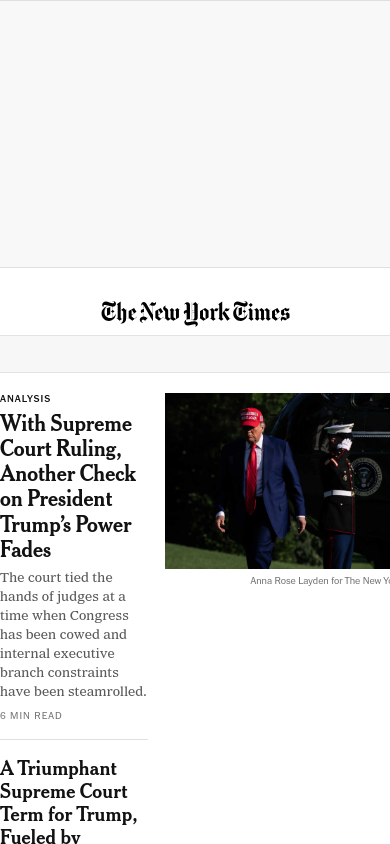 The New York Times
ANALYSIS
With Supreme
Court Ruling,
Another Check
on President
Trump’s Power
Fades
The court tied the
hands of judges at a
time when Congress
has been cowed and
internal executive
branch constraints
have been steamrolled.
6 MIN READ
Anna Rose Layden for The New Yo
A Triumphant
Supreme Court
Term for Trump,
Fueled by